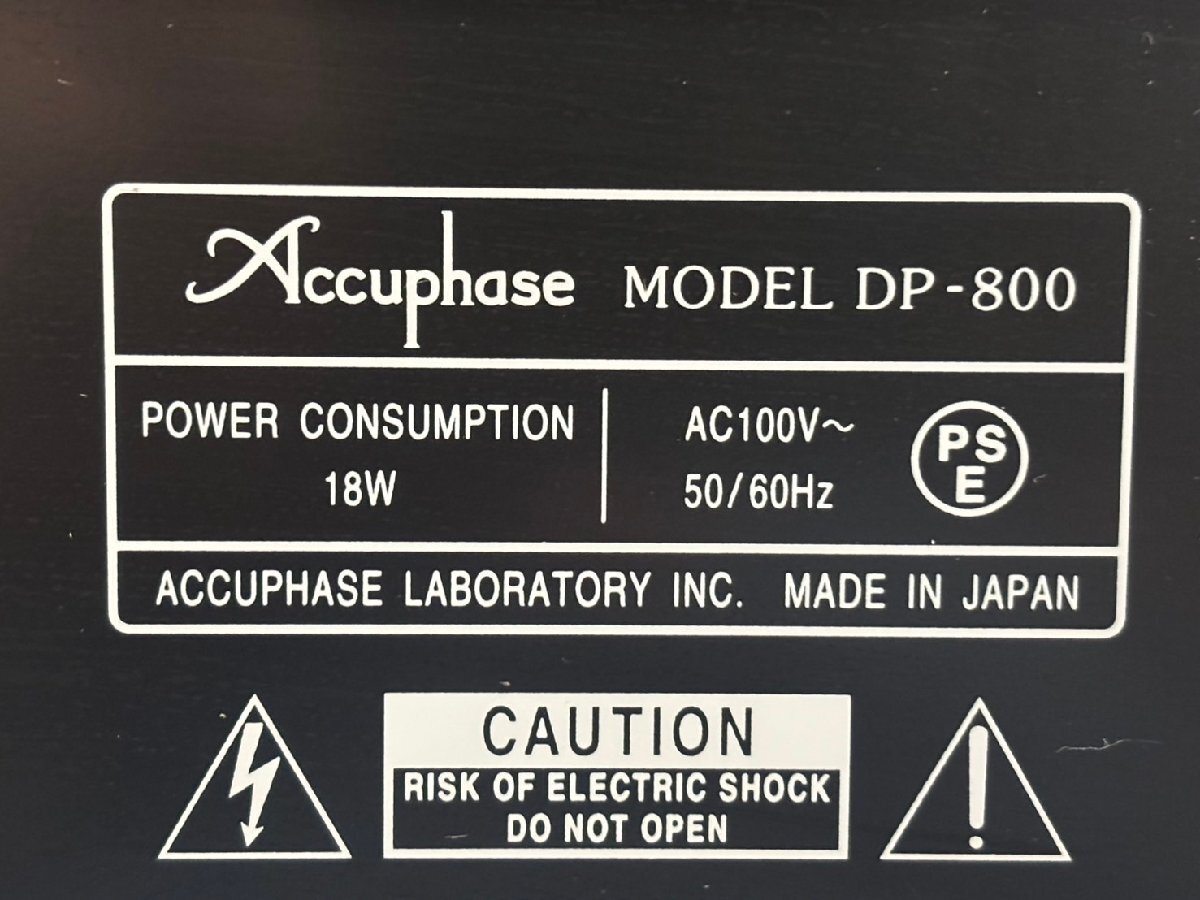 Accuphase MODEL DP-800
POWER CONSUMPTION
18W
AC100V~
50/60Hz
PS
E
ACCUPHASE LABORATORY INC. MADE IN JAPAN
CAUTION
RISK OF ELECTRIC SHOCK
DO NOT OPEN